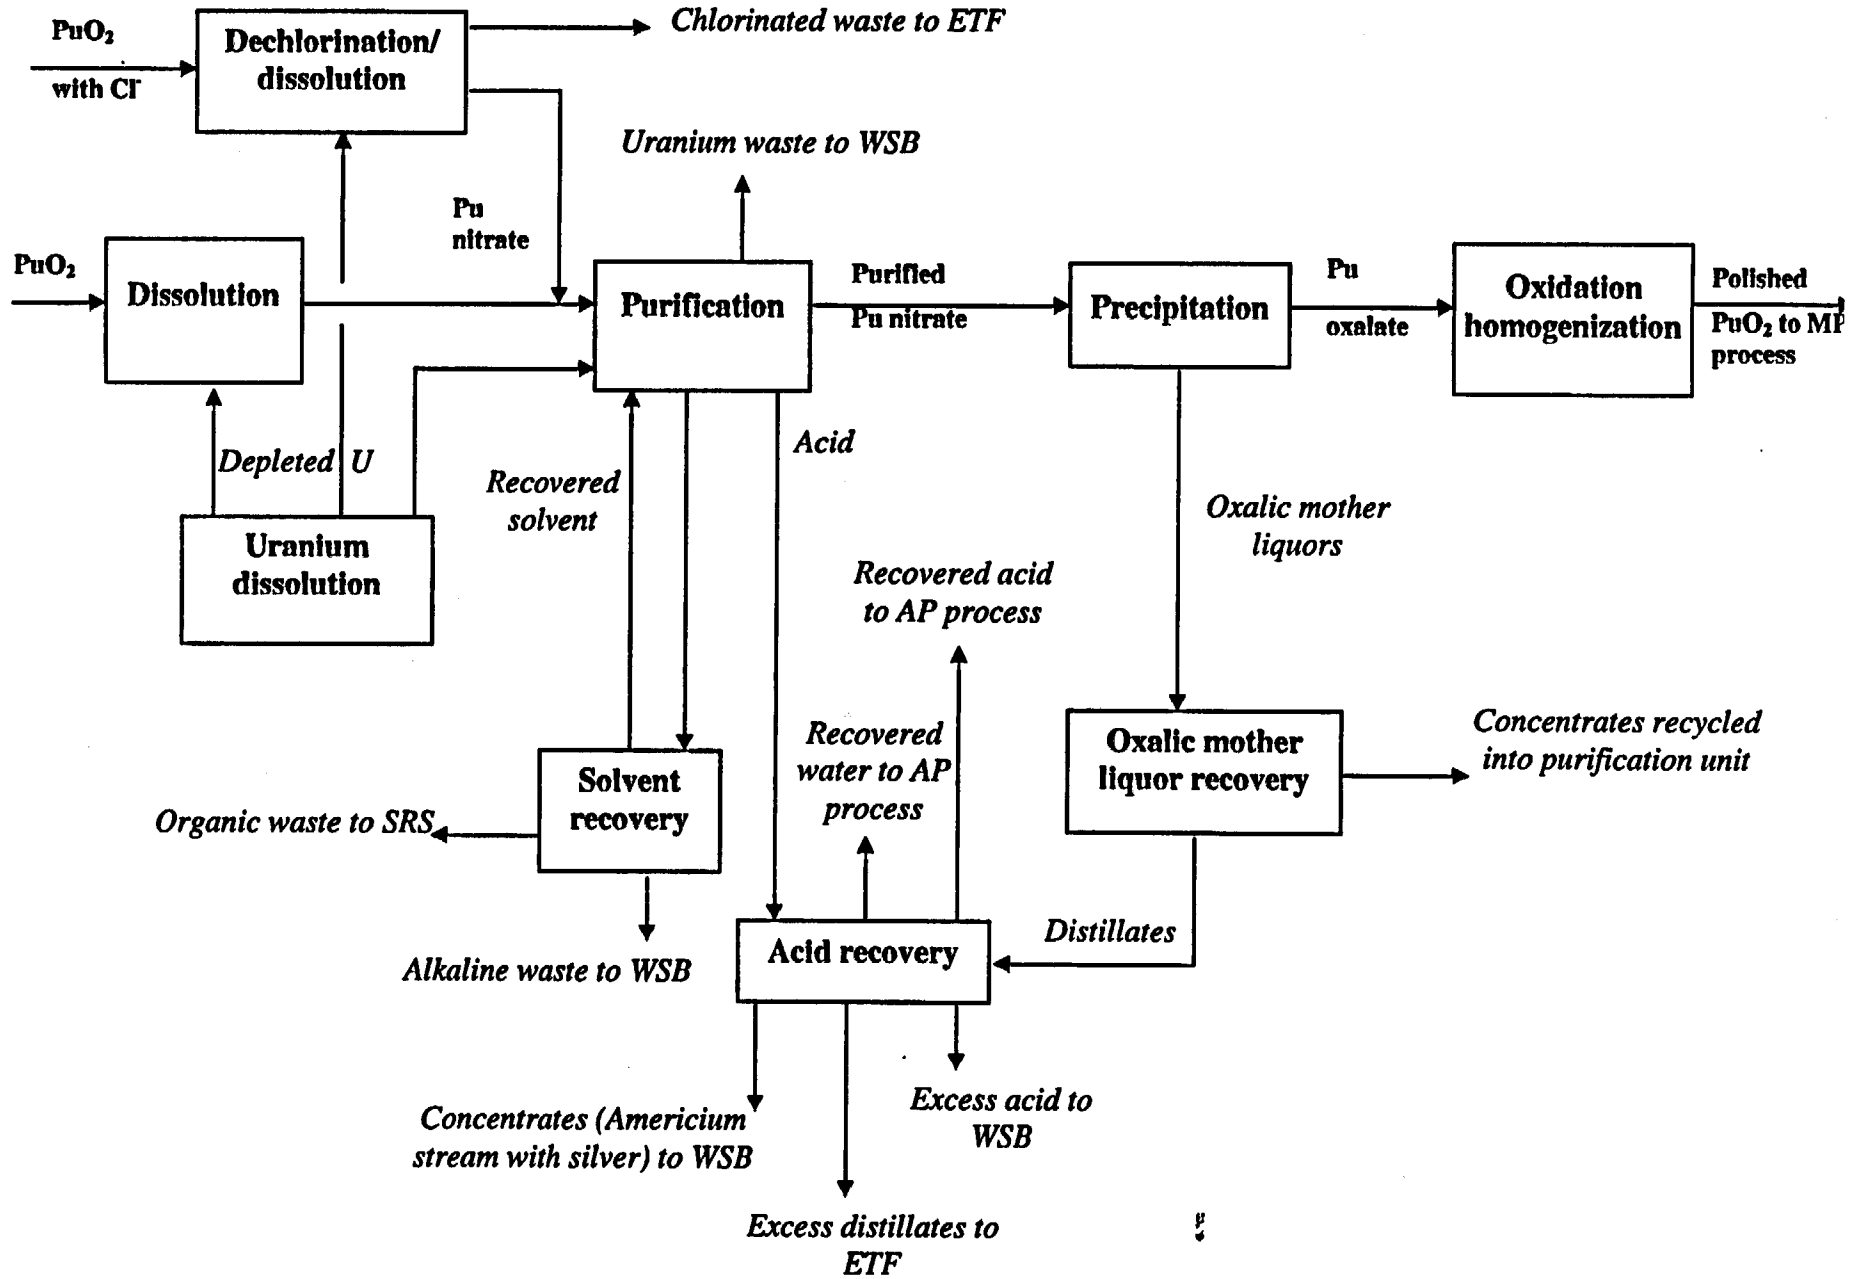 PuO₂
with Cl⁻
Dechlorination/
dissolution
Chlorinated waste to ETF
Uranium waste to WSB
Pu
nitrate
PuO₂
Dissolution
Purification
Purified
Pu nitrate
Precipitation
Pu
oxalate
Oxidation
homogenization
Polished
PuO₂ to MP
process
Depleted U
Uranium
dissolution
Recovered
solvent
Acid
Oxalic mother
liquors
Recovered acid
to AP process
Recovered
water to AP
process
Oxalic mother
liquor recovery
Concentrates recycled
into purification unit
Solvent
recovery
Organic waste to SRS
Alkaline waste to WSB
Acid recovery
Distillates
Concentrates (Americium
stream with silver) to WSB
Excess acid to
WSB
Excess distillates to
ETF